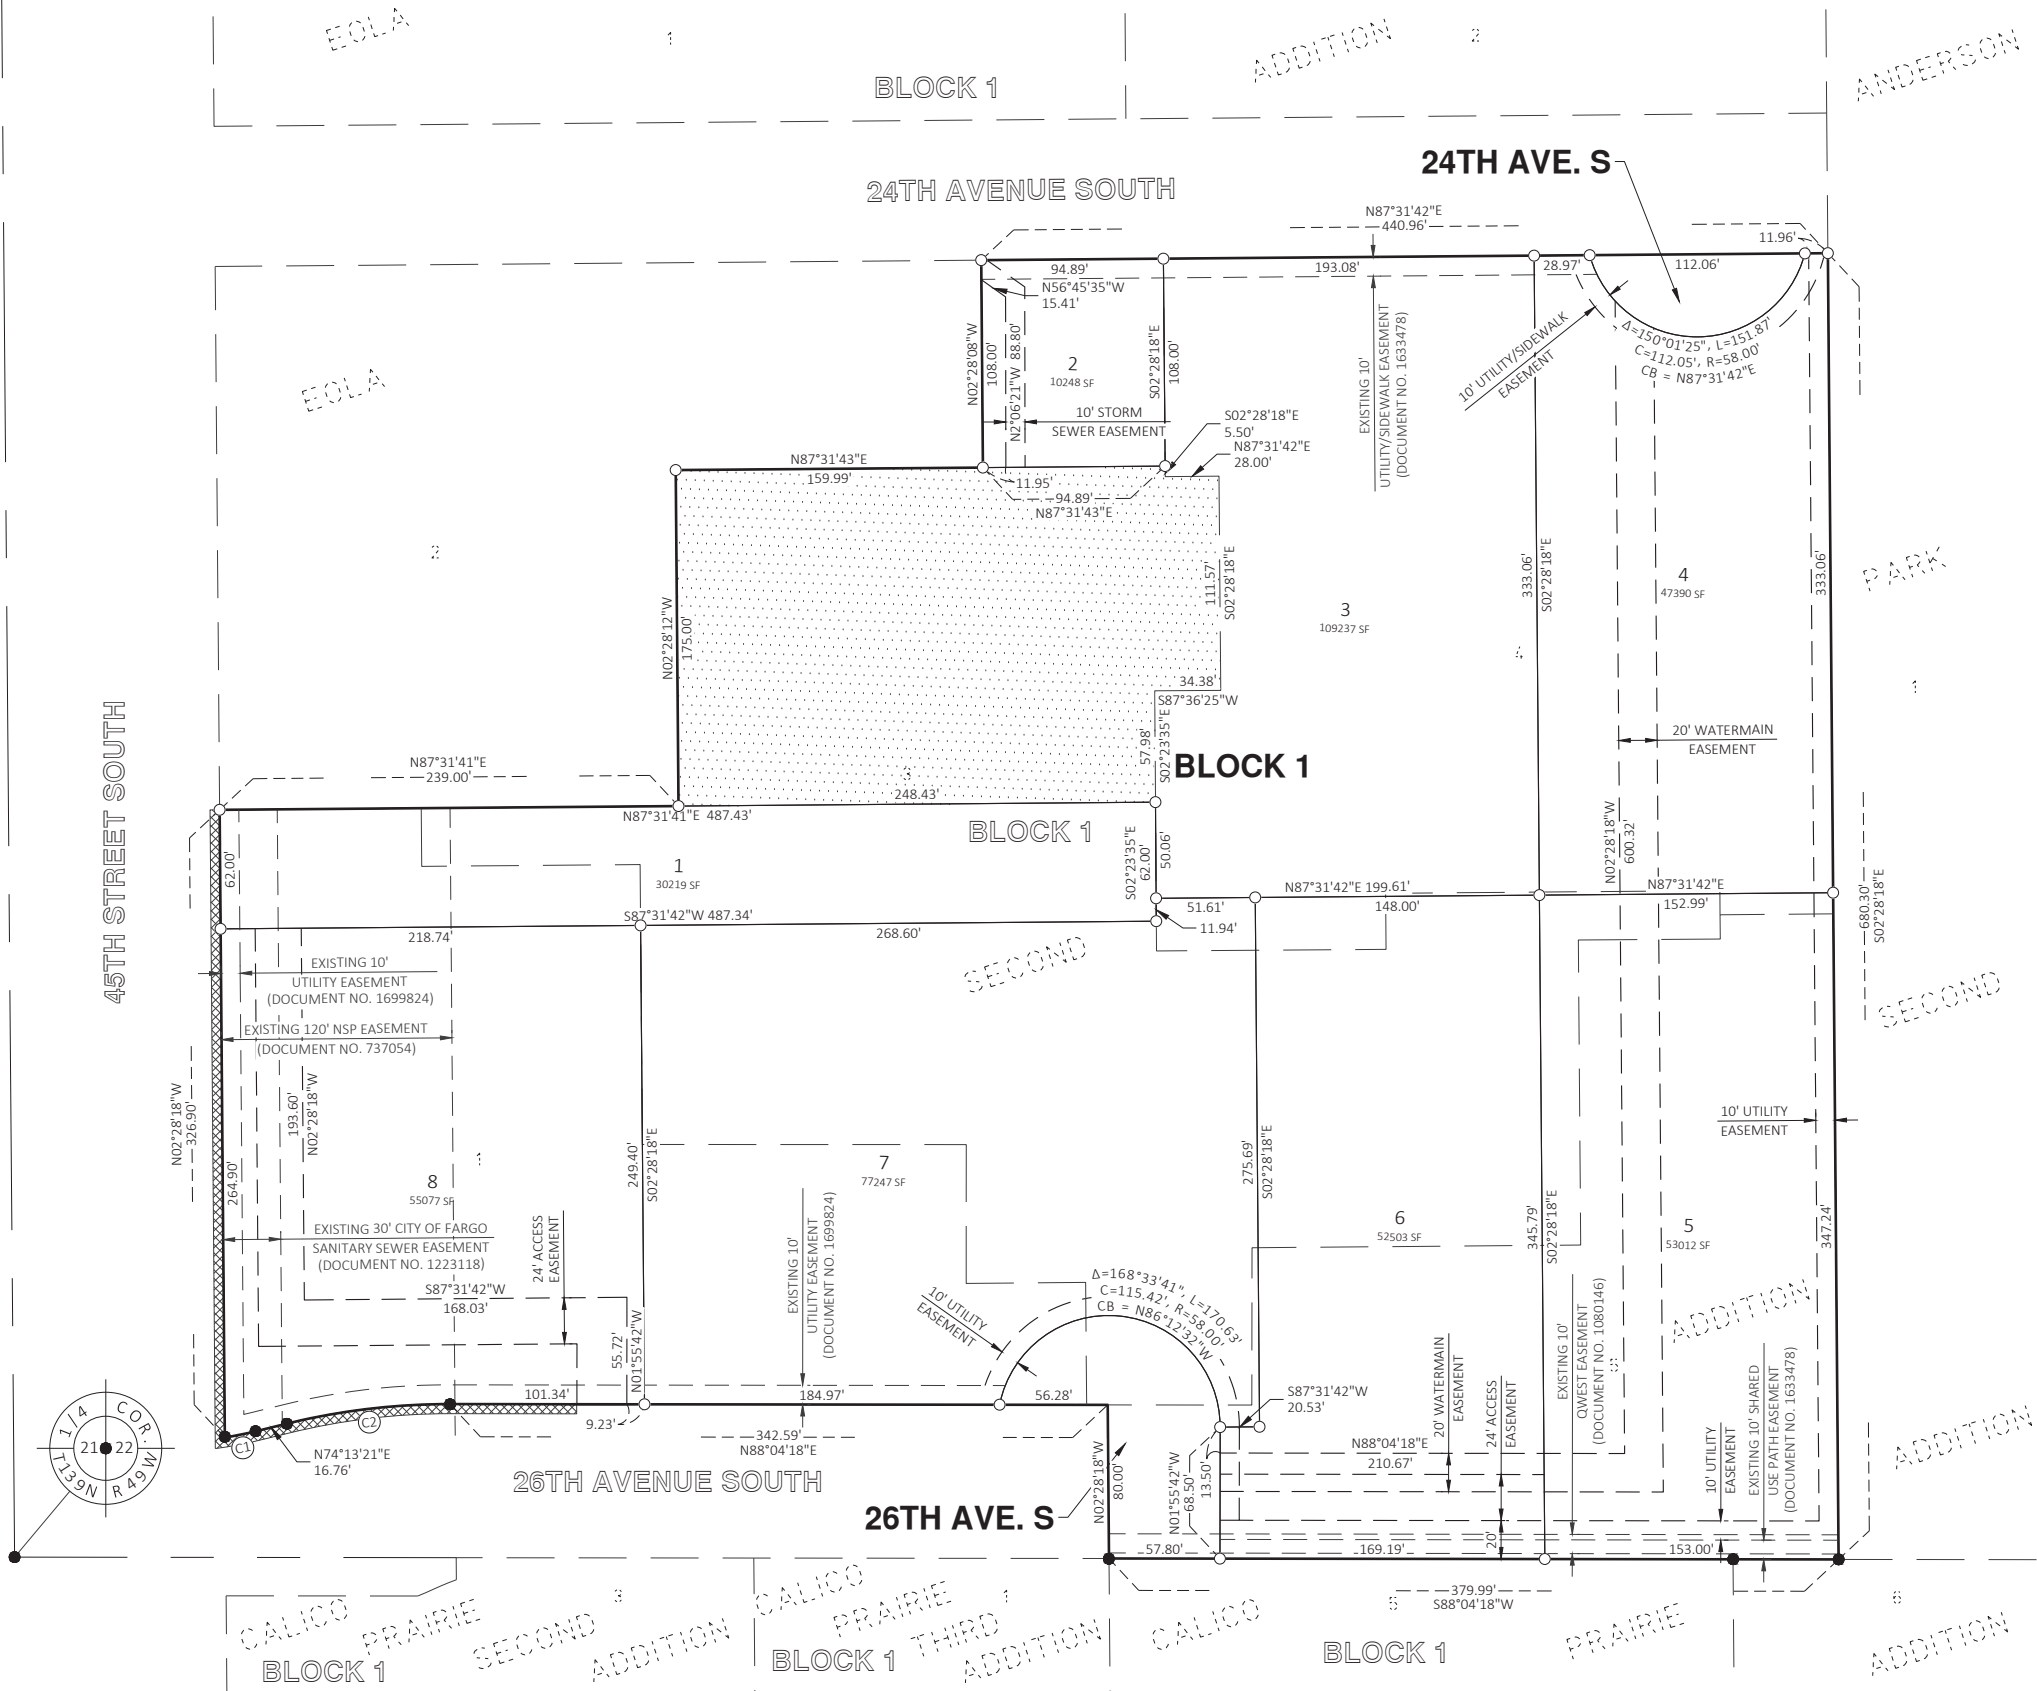 EOLA
1
ADDITION
2
ANDERSON
BLOCK 1
24TH AVE. S
24TH AVENUE SOUTH
N87°31'42"E
440.96'
11.96'
94.89'
193.08'
28.97'
112.06'
N56°45'35"W
15.41'
N02°28'08"W
108.00'
N2°06'21"W 88.80'
2
10248 SF
S02°28'18"E
108.00'
10' STORM
SEWER EASEMENT
EXISTING 10'
UTILITY/SIDEWALK EASEMENT
(DOCUMENT NO. 1633478)
10' UTILITY/SIDEWALK
EASEMENT
Δ=150°01'25", L=151.87'
C=112.05', R=58.00'
CB = N87°31'42"E
EOLA
2
S02°28'18"E
5.50'
N87°31'42"E
28.00'
N87°31'43"E
159.99'
11.95'
94.89'
N87°31'43"E
N02°28'12"W
175.00'
111.57'
S02°28'18"E
34.38'
S87°36'25"W
57.98'
S02°23'35"E
3
109237 SF
4
333.06'
S02°28'18"E
4
47390 SF
333.06'
PARK
1
20' WATERMAIN
EASEMENT
BLOCK 1
45TH STREET SOUTH
N87°31'41"E
239.00'
3
248.43'
N87°31'41"E 487.43'
BLOCK 1
62.00'
1
30219 SF
S02°23'35"E
62.00'
50.06'
N02°28'18"W
600.32'
N87°31'42"E 199.61'
51.61'
148.00'
11.94'
N87°31'42"E
152.99'
680.30'
S02°28'18"E
S87°31'42"W 487.34'
218.74'
268.60'
SECOND
SECOND
EXISTING 10'
UTILITY EASEMENT
(DOCUMENT NO. 1699824)
EXISTING 120' NSP EASEMENT
(DOCUMENT NO. 737054)
N02°28'18"W
326.90'
264.90'
193.60'
N02°28'18"W
1
8
55077 SF
249.40'
S02°28'18"E
7
77247 SF
275.69'
S02°28'18"E
6
52503 SF
345.79'
S02°28'18"E
5
53012 SF
347.24'
10' UTILITY
EASEMENT
EXISTING 30' CITY OF FARGO
SANITARY SEWER EASEMENT
(DOCUMENT NO. 1223118)
S87°31'42"W
168.03'
24' ACCESS
EASEMENT
55.72'
N01°55'42"W
EXISTING 10'
UTILITY EASEMENT
(DOCUMENT NO. 1699824)
10' UTILITY
EASEMENT
Δ=168°33'41", L=170.63'
C=115.42', R=58.00'
CB = N86°12'32"W
ADDITION
101.34'
9.23'
184.97'
56.28'
342.59'
N88°04'18"E
S87°31'42"W
20.53'
C1
C2
N74°13'21"E
16.76'
1/4 COR.
21
22
T139N R49W
26TH AVENUE SOUTH
26TH AVE. S
N02°28'18"W
80.00'
N01°55'42"W
68.50'
13.50'
N88°04'18"E
210.67'
20' WATERMAIN
EASEMENT
24' ACCESS
EASEMENT
20'
EXISTING 10'
QWEST EASEMENT
(DOCUMENT NO. 1080146)
10' UTILITY
EASEMENT
EXISTING 10' SHARED
USE PATH EASEMENT
(DOCUMENT NO. 1633478)
ADDITION
57.80'
169.19'
153.00'
379.99'
S88°04'18"W
CALICO
PRAIRIE
SECOND
ADDITION
3
BLOCK 1
CALICO
PRAIRIE
THIRD
ADDITION
1
BLOCK 1
CALICO
BLOCK 1
PRAIRIE
ADDITION